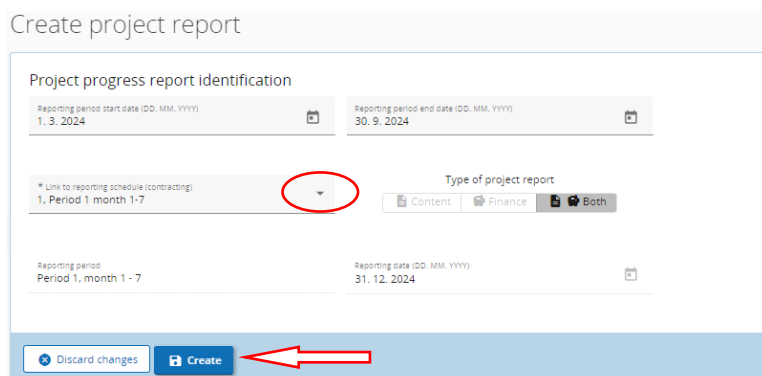 Create project report
Project progress report identification
Reporting period start date (DD. MM. YYYY)
1. 3. 2024
Reporting period end date (DD. MM. YYYY)
30. 9. 2024
* Link to reporting schedule (contracting)
1, Period 1 month 1-7
Type of project report
Content Finance Both
Reporting period
Period 1, month 1 - 7
Reporting date (DD. MM. YYYY)
31. 12. 2024
Discard changes Create